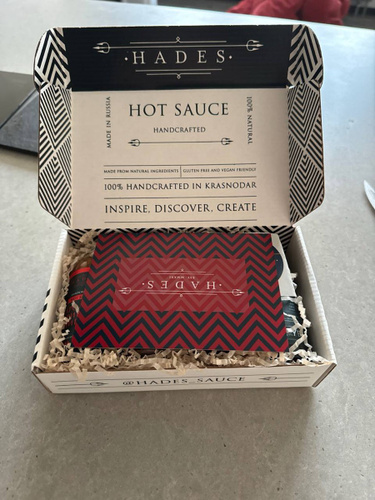 ·HADES·
MADE IN RUSSIA
HOT SAUCE
100% NATURAL
HANDCRAFTED
MADE FROM NATURAL INGREDIENTS | GLUTEN FREE AND VEGAN FRIENDLY
100% HANDCRAFTED IN KRASNODAR
INSPIRE, DISCOVER, CREATE
·HADES·
@HADES_SAUCE